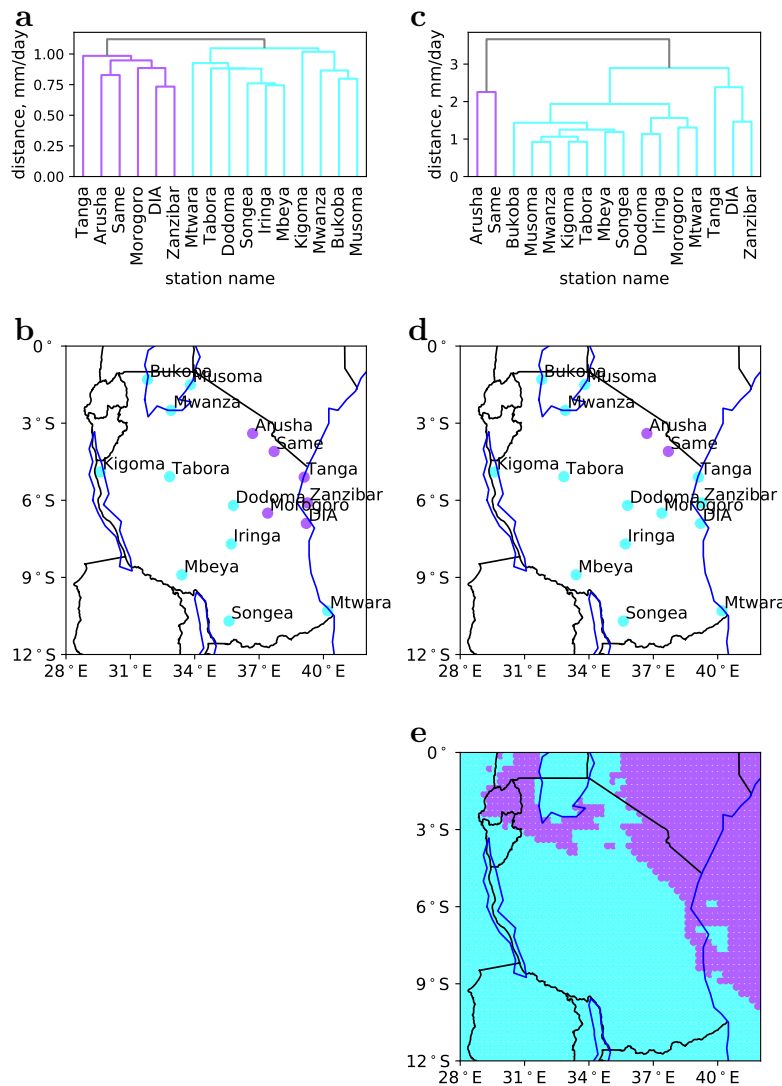 a
distance, mm/day
1.00
0.75
0.50
0.25
0.00
Tanga
Arusha
Same
Morogoro
DIA
Zanzibar
Mtwara
Tabora
Dodoma
Songea
Iringa
Mbeya
Kigoma
Mwanza
Bukoba
Musoma
station name
c
distance, mm/day
3
2
1
0
Arusha
Same
Bukoba
Musoma
Mwanza
Kigoma
Tabora
Mbeya
Songea
Dodoma
Iringa
Morogoro
Mtwara
Tanga
DIA
Zanzibar
station name
b
0°
3°S
6°S
9°S
12°S
28°E
31°E
34°E
37°E
40°E
Bukoba
Musoma
Mwanza
Arusha
Same
Kigoma
Tabora
Tanga
Dodoma
Zanzibar
Morogoro
DIA
Iringa
Mbeya
Songea
Mtwara
d
0°
3°S
6°S
9°S
12°S
28°E
31°E
34°E
37°E
40°E
Bukoba
Musoma
Mwanza
Arusha
Same
Kigoma
Tabora
Tanga
Dodoma
Zanzibar
Morogoro
DIA
Iringa
Mbeya
Songea
Mtwara
e
0°
3°S
6°S
9°S
12°S
28°E
31°E
34°E
37°E
40°E